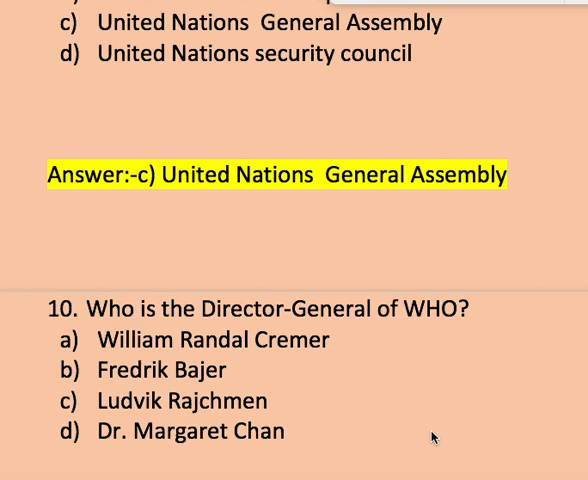 c) United Nations General Assembly
d) United Nations security council
Answer:-c) United Nations General Assembly
10. Who is the Director-General of WHO?
a) William Randal Cremer
b) Fredrik Bajer
c) Ludvik Rajchmen
d) Dr. Margaret Chan